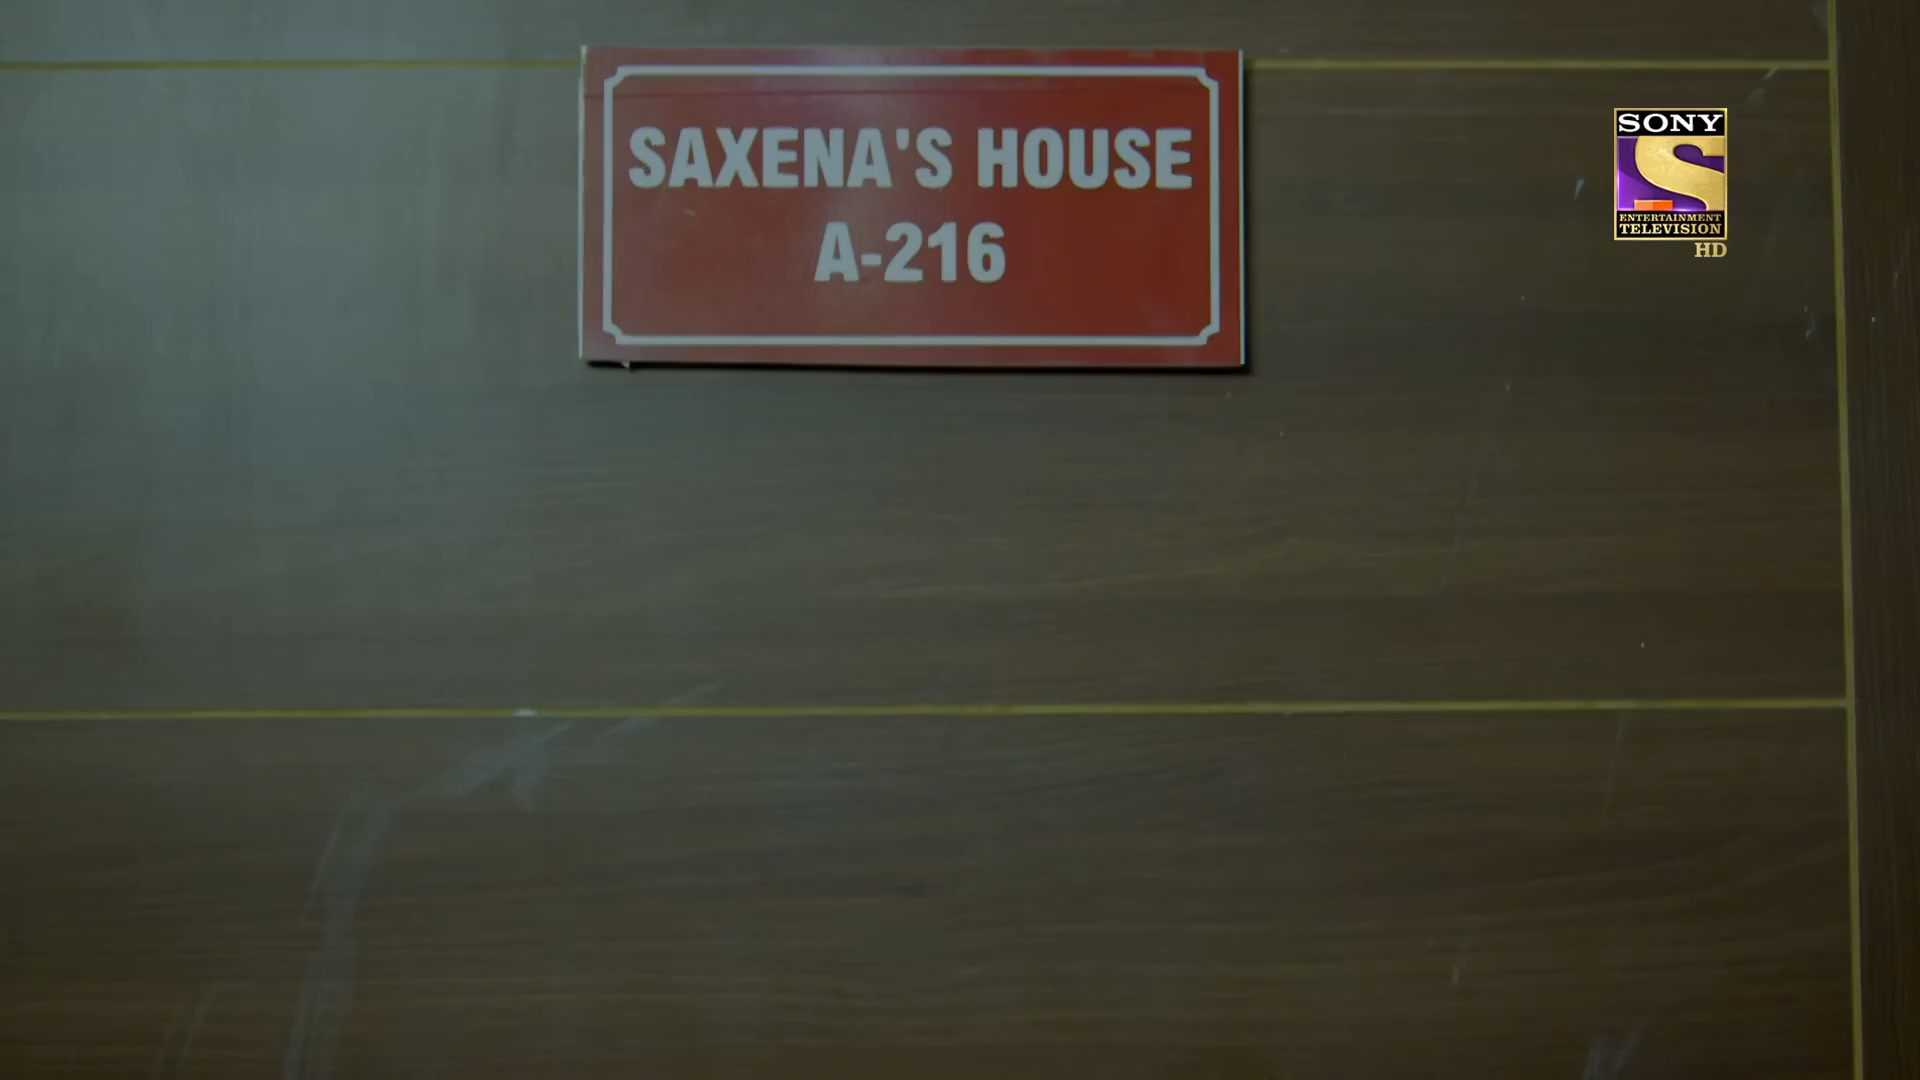 SAXENA'S HOUSE
A-216
SONY
ENTERTAINMENT
TELEVISION
HD